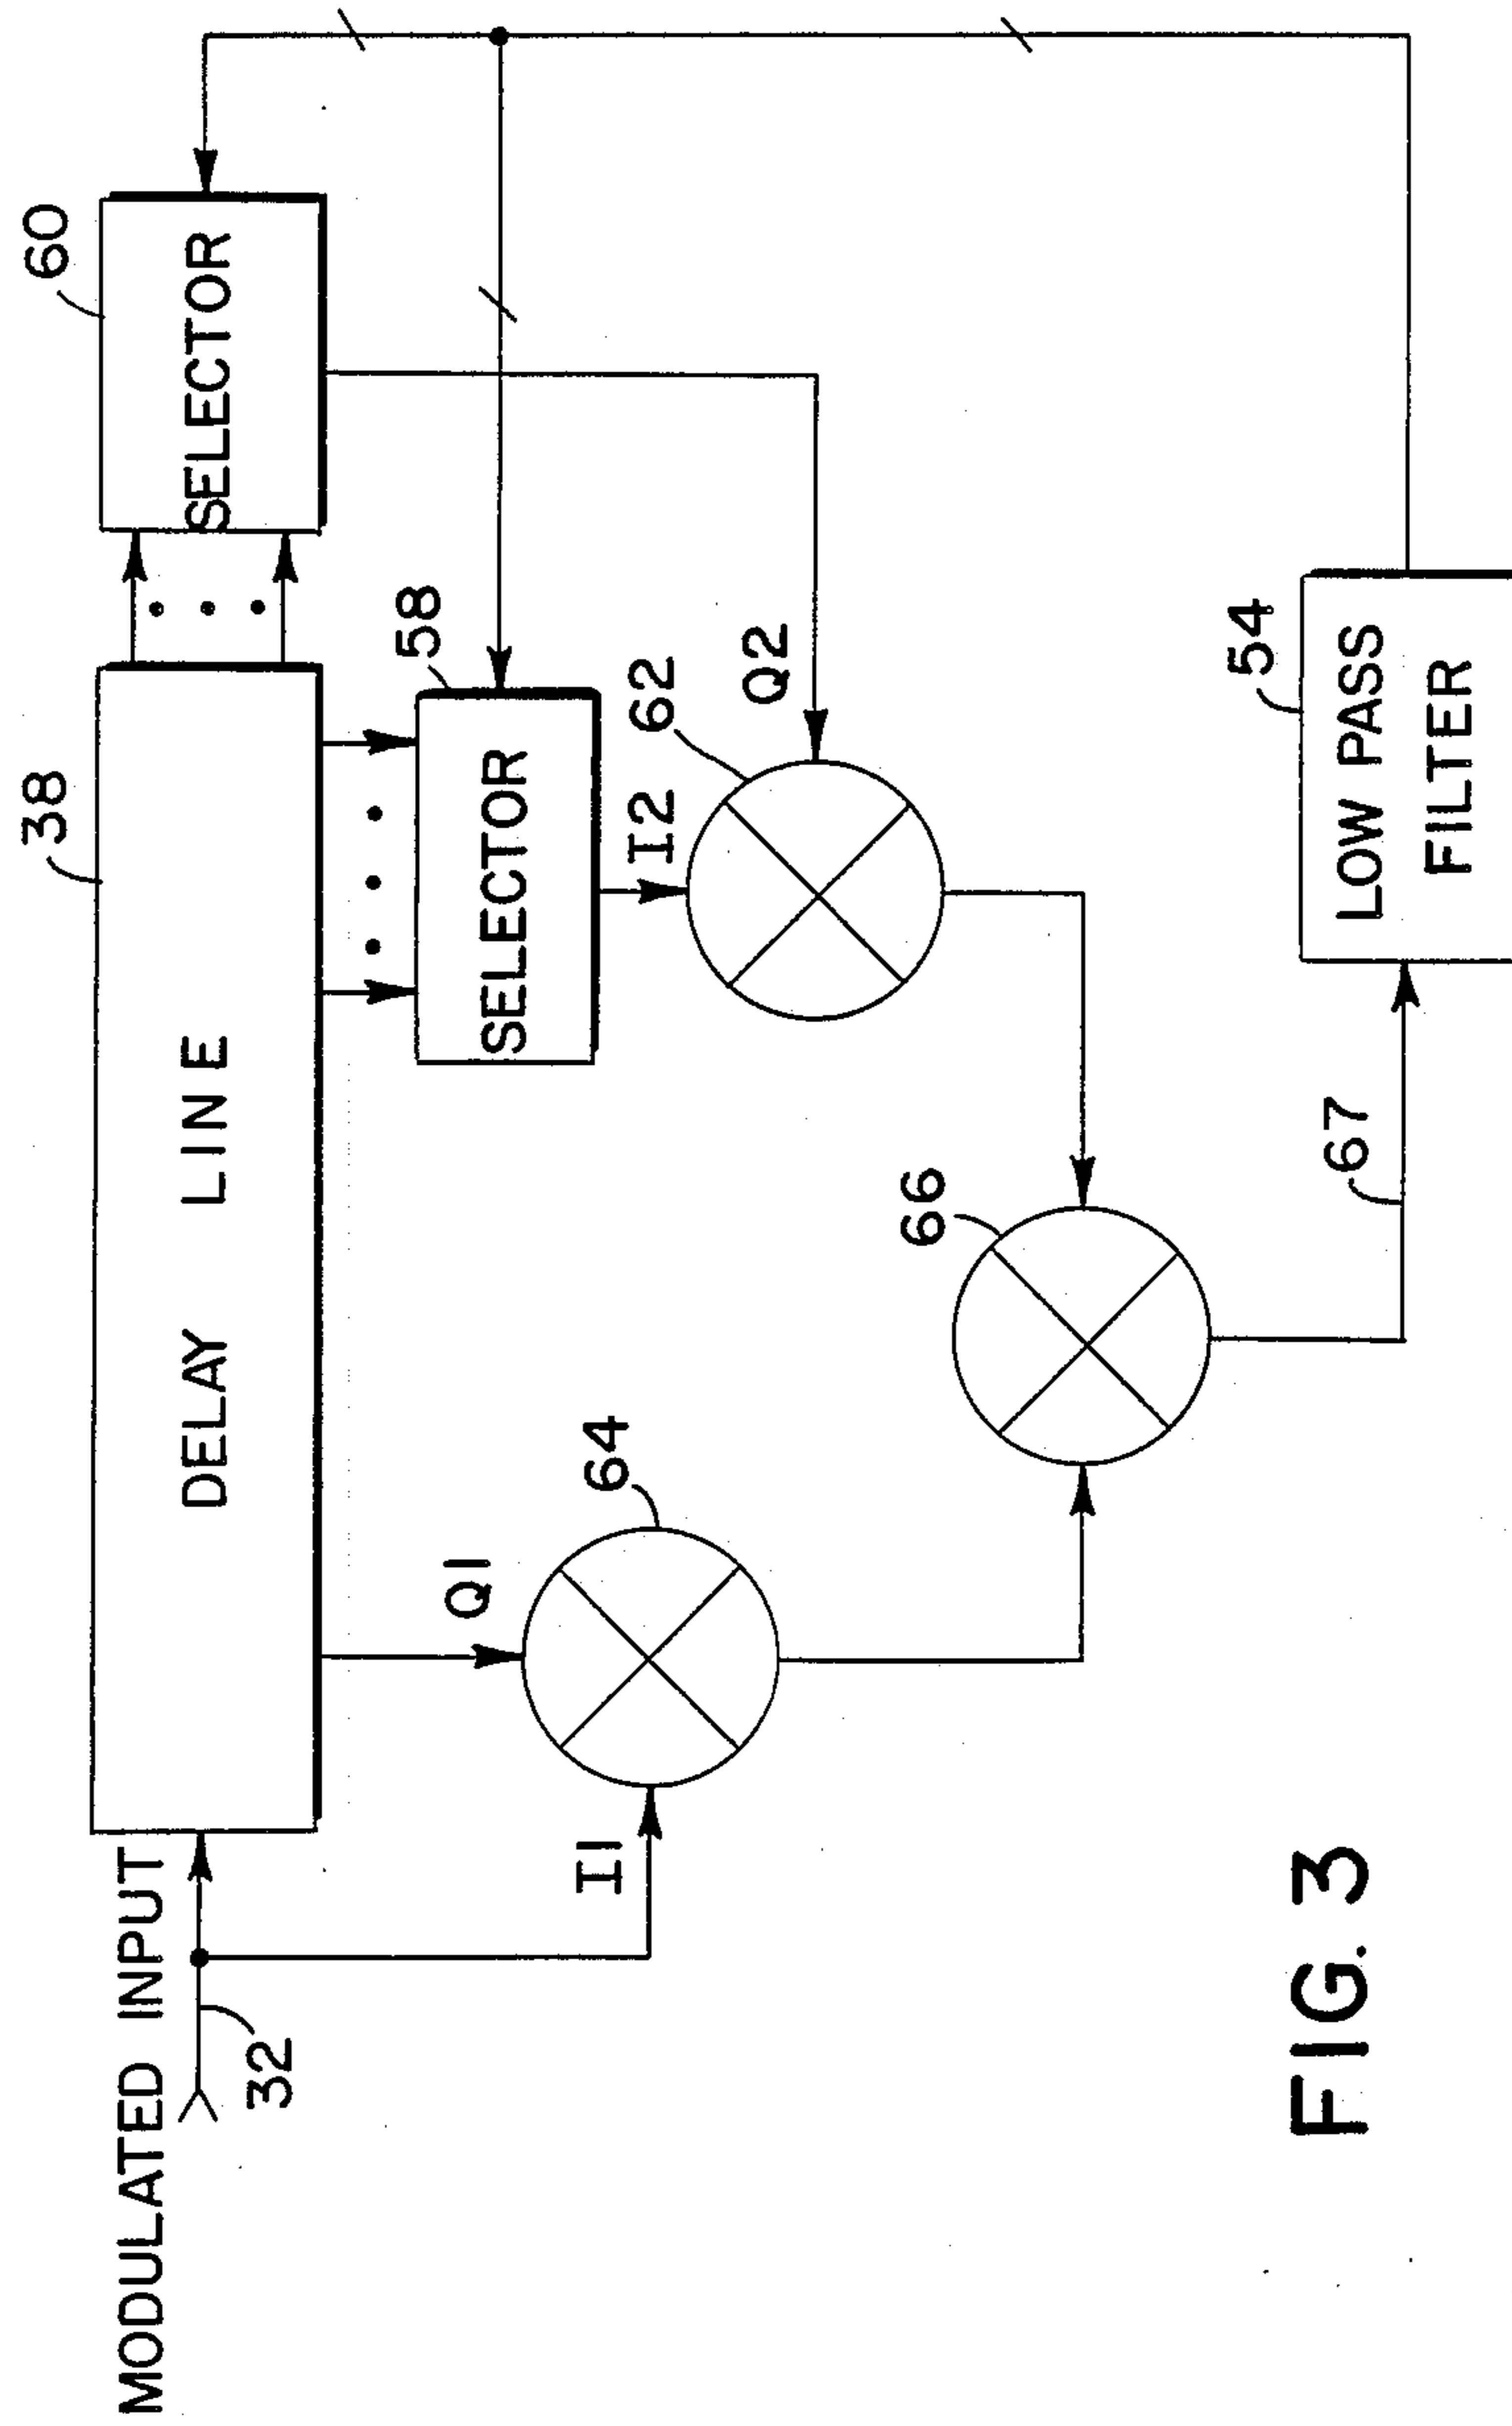 MODULATED INPUT
32
38
60
DELAY LINE
SELECTOR
58
SELECTOR
Q1
I1
64
I2
62
Q2
66
67
54
LOW PASS
FILTER
FIG. 3